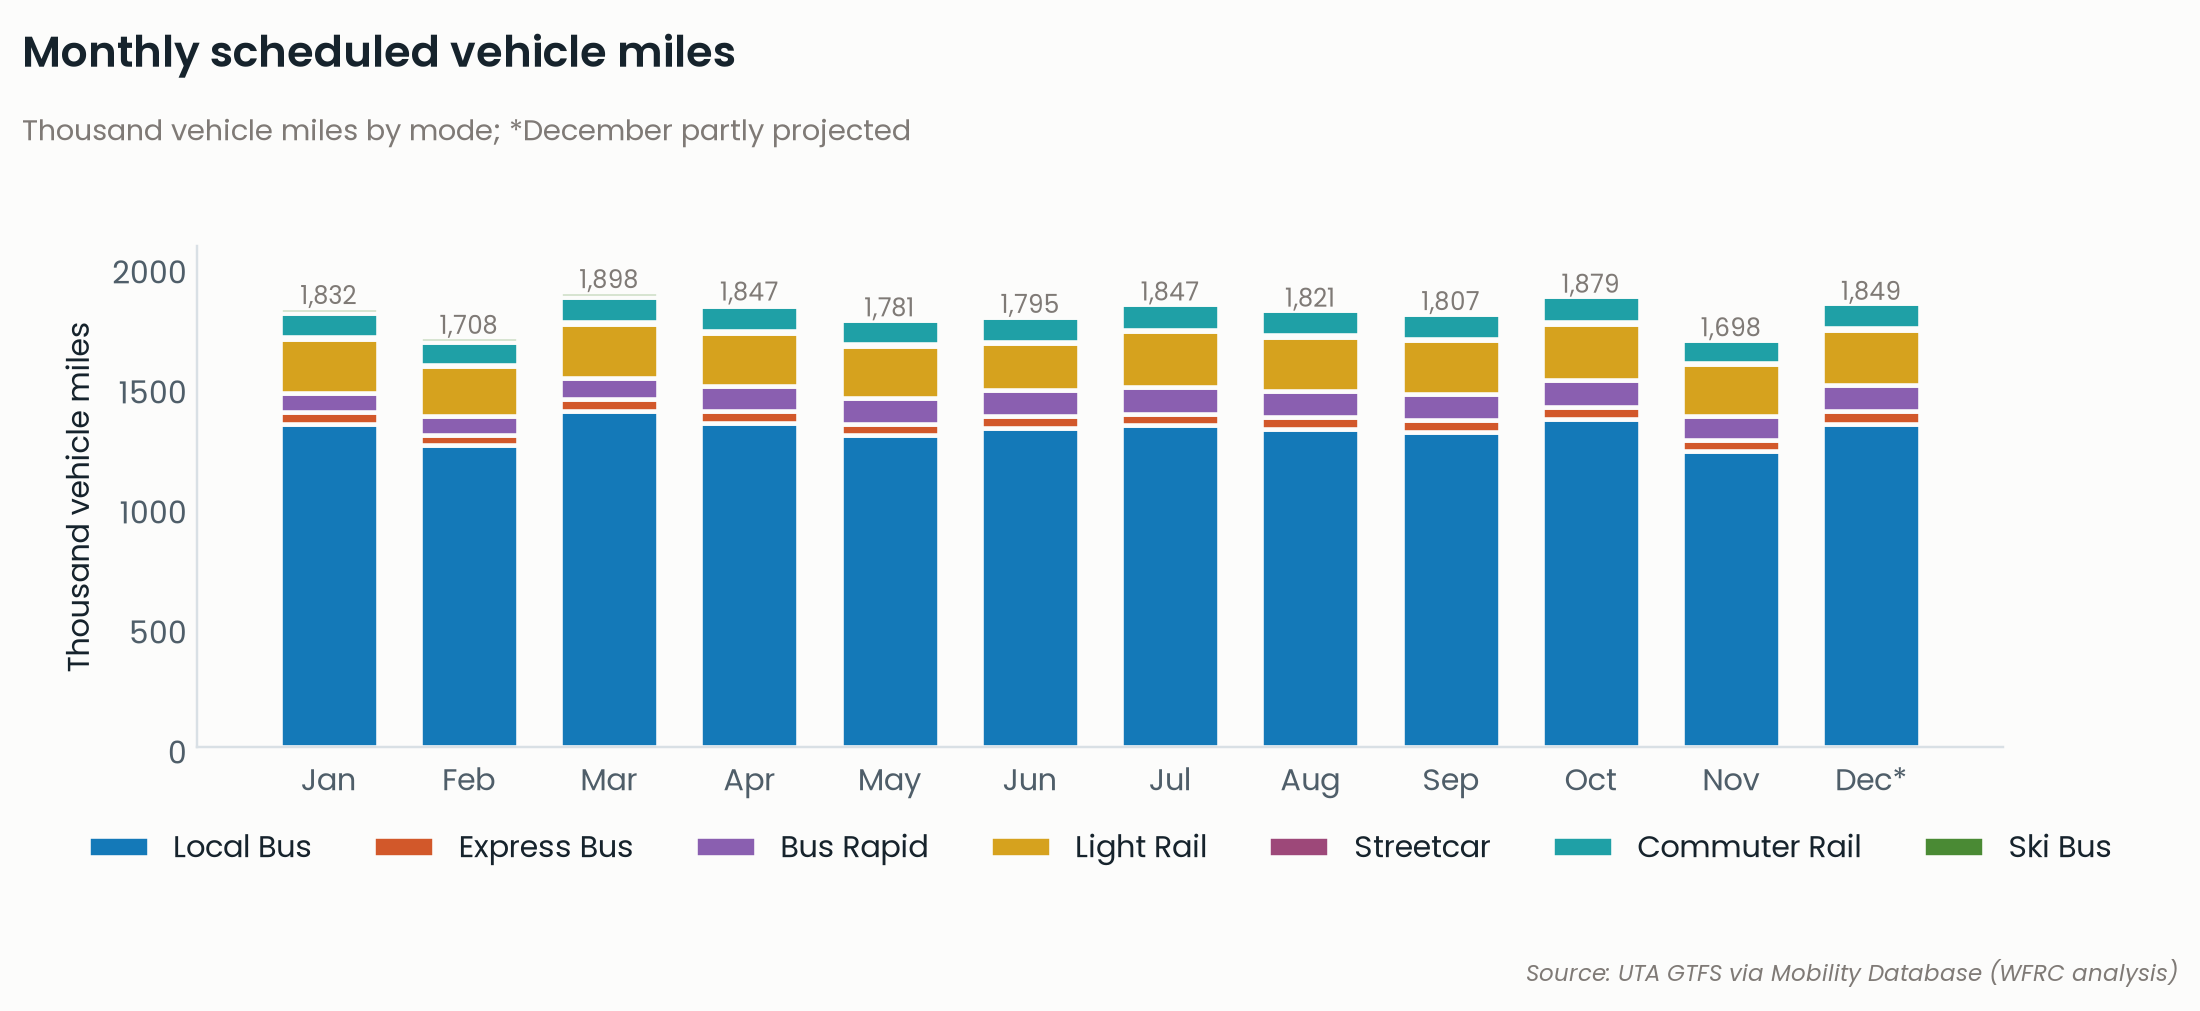 Monthly scheduled vehicle miles
Thousand vehicle miles by mode; *December partly projected
Thousand vehicle miles
2000
1500
1000
500
0
1,832
1,708
1,898
1,847
1,781
1,795
1,847
1,821
1,807
1,879
1,698
1,849
Jan Feb Mar Apr May Jun Jul Aug Sep Oct Nov Dec*
Local Bus Express Bus Bus Rapid Light Rail Streetcar Commuter Rail Ski Bus
Source: UTA GTFS via Mobility Database (WFRC analysis)